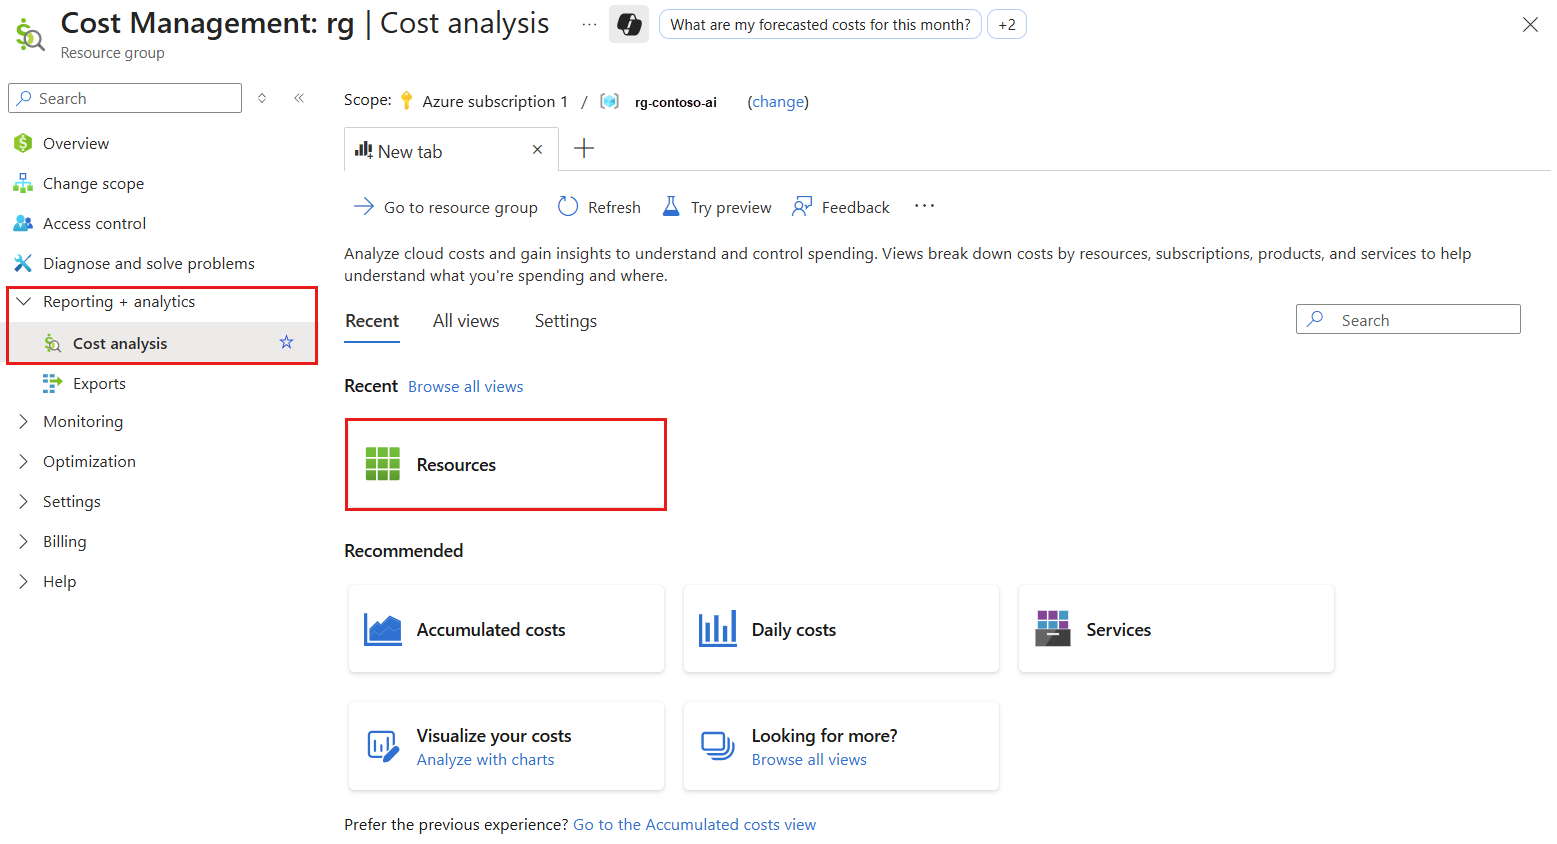 Cost Management: rg | Cost analysis
Resource group
What are my forecasted costs for this month?
+2
Search
Overview
Change scope
Access control
Diagnose and solve problems
Reporting + analytics
Cost analysis
Exports
Monitoring
Optimization
Settings
Billing
Help
Scope: Azure subscription 1 / rg-contoso-ai (change)
New tab
Go to resource group Refresh Try preview Feedback
Analyze cloud costs and gain insights to understand and control spending. Views break down costs by resources, subscriptions, products, and services to help
understand what you're spending and where.
Recent All views Settings
Search
Recent Browse all views
Resources
Recommended
Accumulated costs
Daily costs
Services
Visualize your costs
Analyze with charts
Looking for more?
Browse all views
Prefer the previous experience? Go to the Accumulated costs view